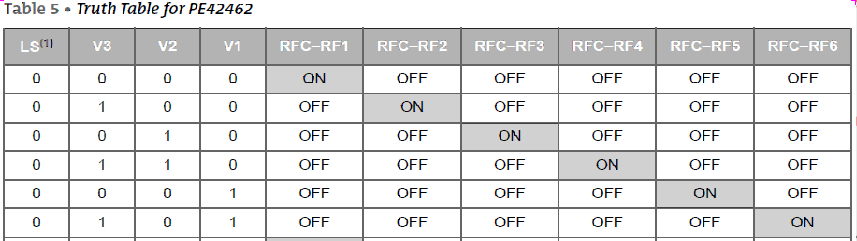 Table 5 • Truth Table for PE42462
LS(1) V3 V2 V1 RFC–RF1 RFC–RF2 RFC–RF3 RFC–RF4 RFC–RF5 RFC–RF6
0 0 0 0 ON OFF OFF OFF OFF OFF
0 1 0 0 OFF ON OFF OFF OFF OFF
0 0 1 0 OFF OFF ON OFF OFF OFF
0 1 1 0 OFF OFF OFF ON OFF OFF
0 0 0 1 OFF OFF OFF OFF ON OFF
0 1 0 1 OFF OFF OFF OFF OFF ON